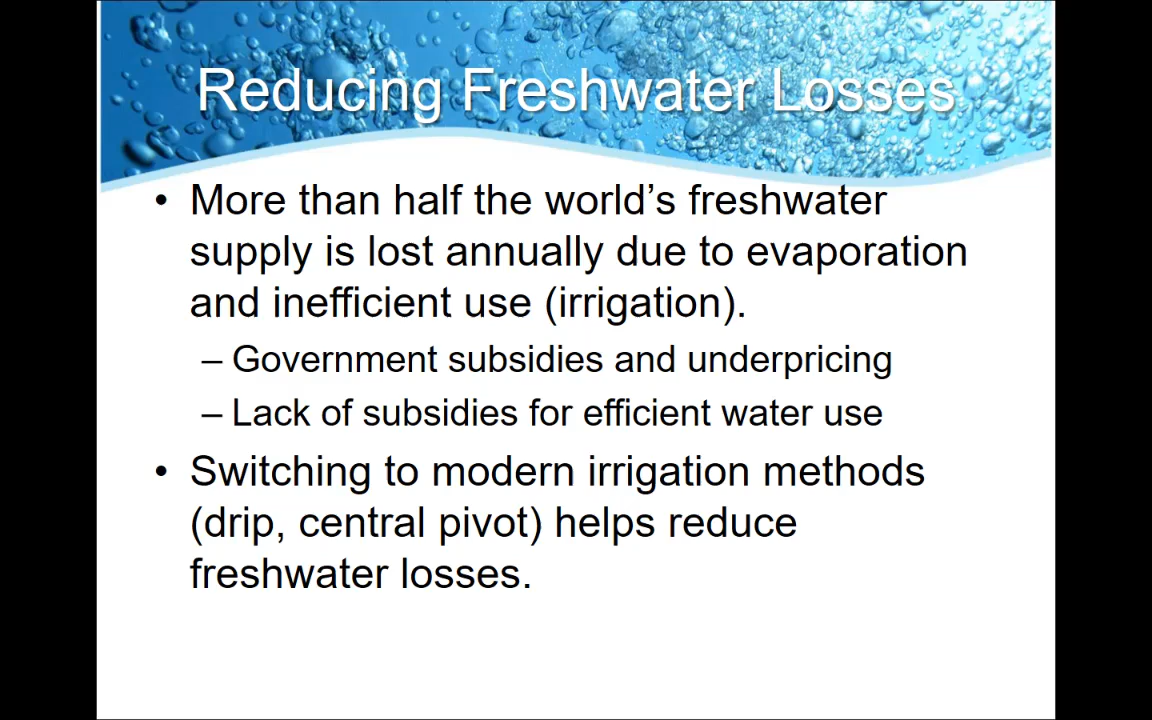 Reducing Freshwater Losses
• More than half the world’s freshwater
supply is lost annually due to evaporation
and inefficient use (irrigation).
– Government subsidies and underpricing
– Lack of subsidies for efficient water use
• Switching to modern irrigation methods
(drip, central pivot) helps reduce
freshwater losses.